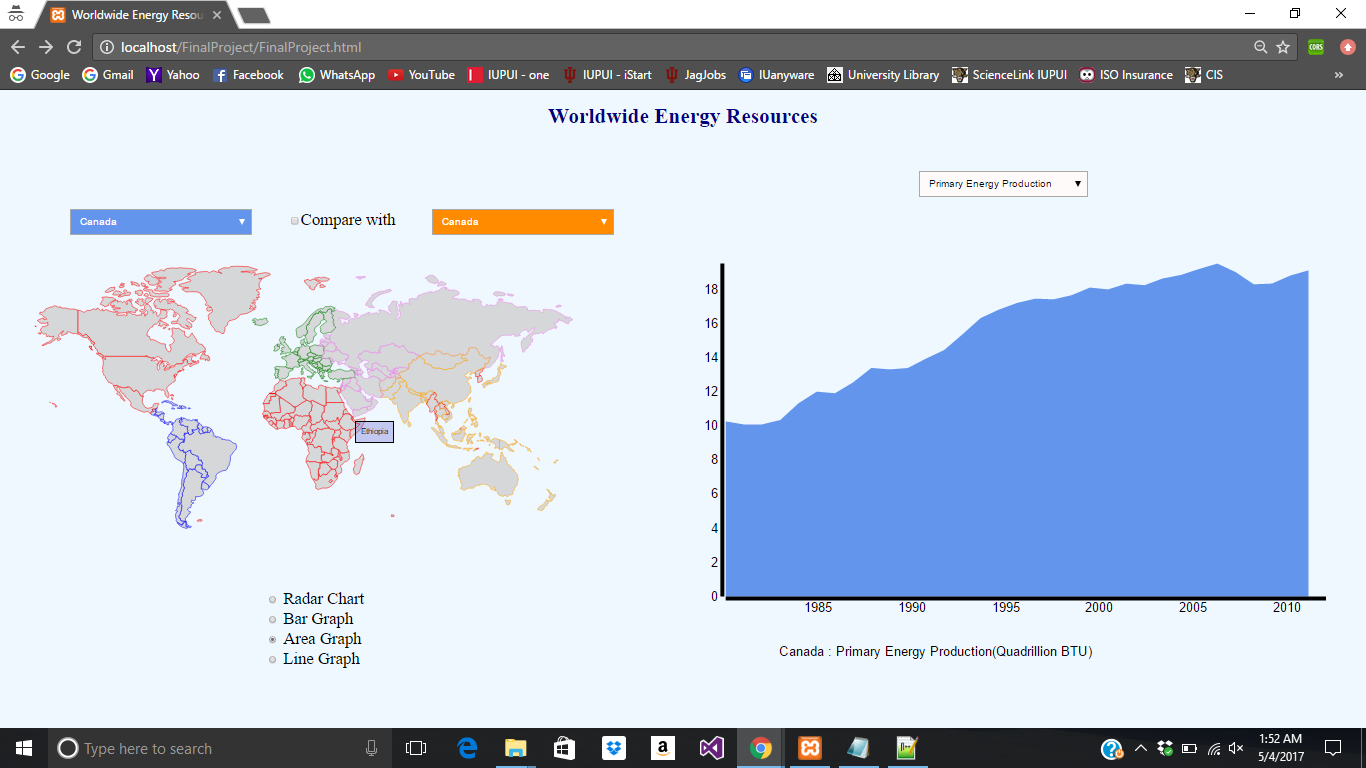 Worldwide Energy Resou
localhost/FinalProject/FinalProject.html
CORS
Google Gmail Yahoo Facebook WhatsApp YouTube IUPUI - one IUPUI - iStart JagJobs IUanyware University Library ScienceLink IUPUI ISO Insurance CIS »
Worldwide Energy Resources
Primary Energy Production
Canada Compare with Canada
Ethiopia
18
16
14
12
10
8
6
4
2
0
1985 1990 1995 2000 2005 2010
Canada : Primary Energy Production(Quadrillion BTU)
Radar Chart
Bar Graph
Area Graph
Line Graph
Type here to search
1:52 AM
5/4/2017